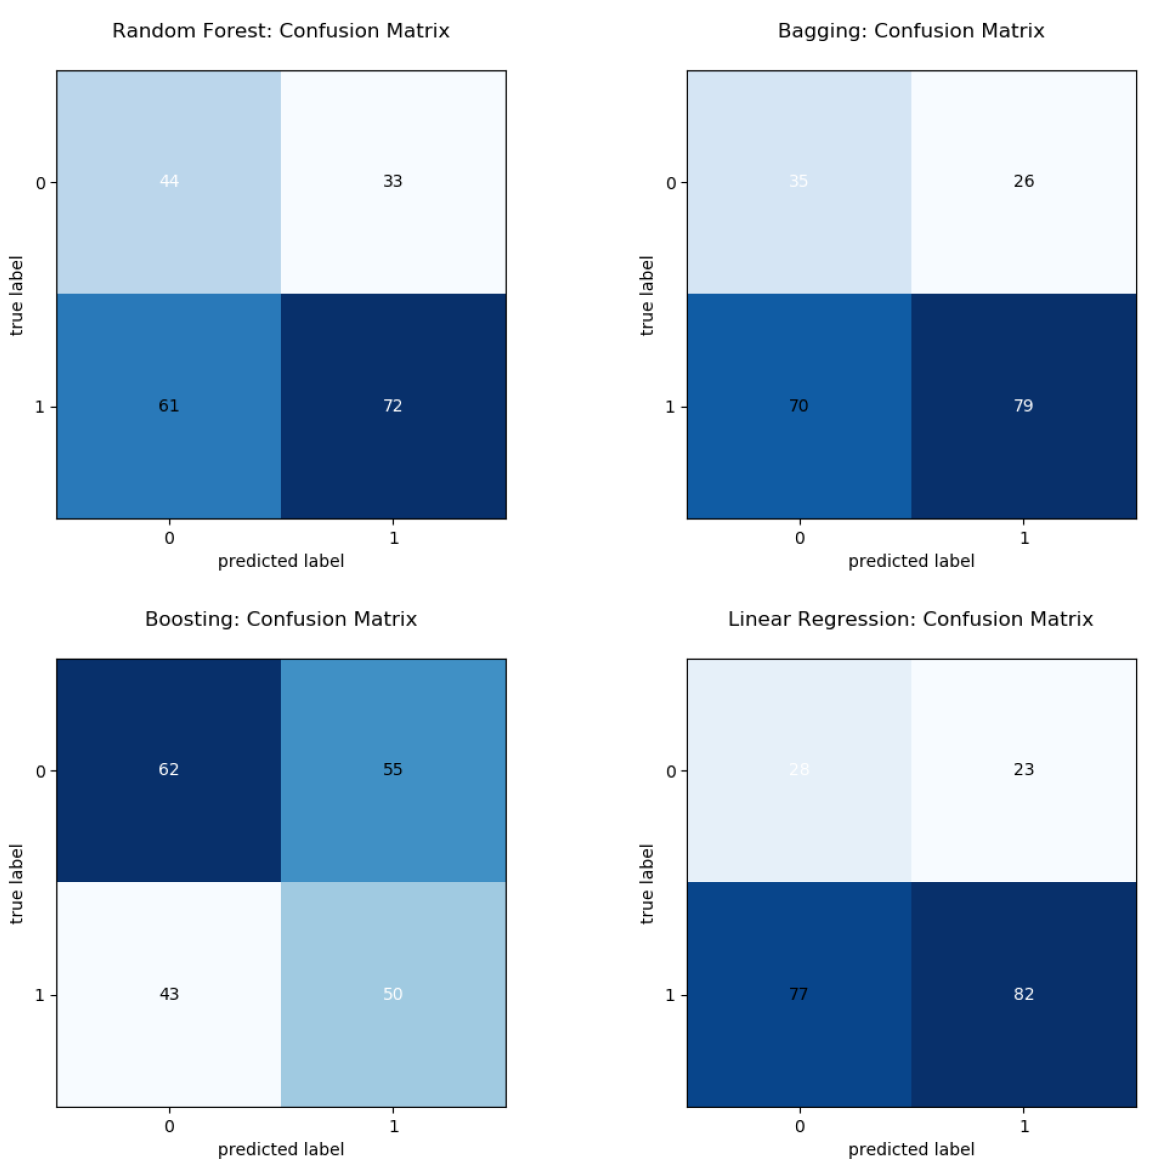 Random Forest: Confusion Matrix
44 33
61 72
0
1
true label
0 1
predicted label
Bagging: Confusion Matrix
35 26
70 79
0
1
true label
0 1
predicted label
Boosting: Confusion Matrix
62 55
43 50
0
1
true label
0 1
predicted label
Linear Regression: Confusion Matrix
28 23
77 82
0
1
true label
0 1
predicted label